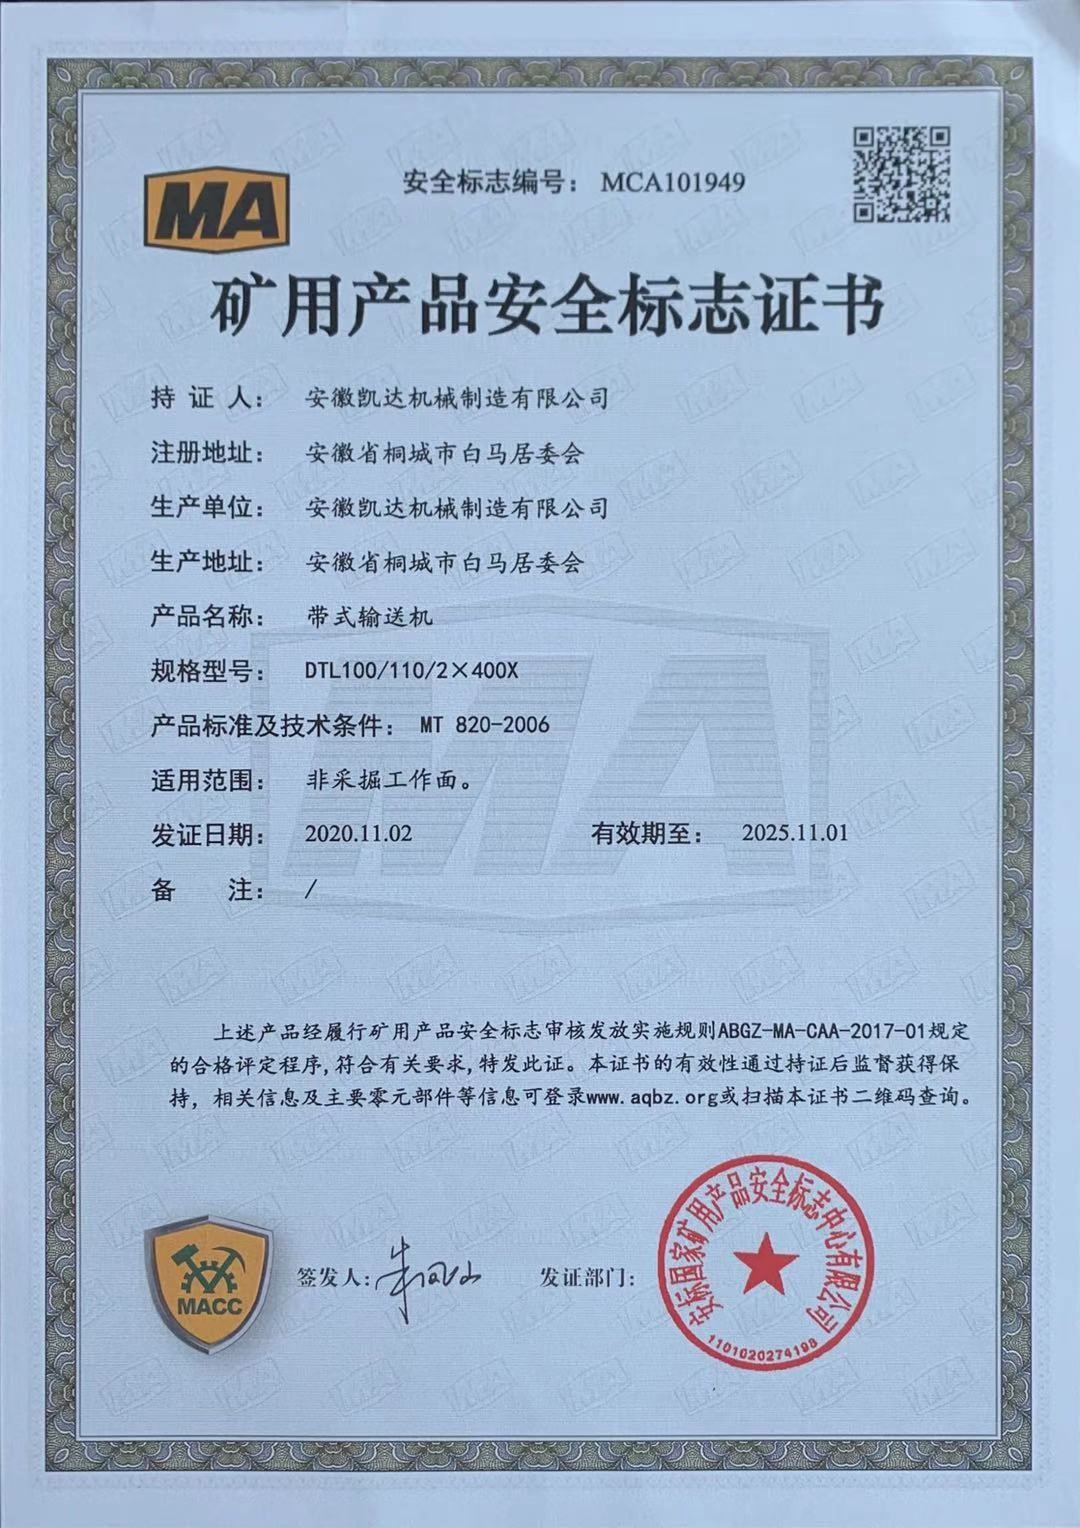 安全标志编号： MCA101949
MA
矿用产品安全标志证书
持 证 人： 安徽凯达机械制造有限公司
注册地址： 安徽省桐城市白马居委会
生产单位： 安徽凯达机械制造有限公司
生产地址： 安徽省桐城市白马居委会
产品名称： 带式输送机
规格型号： DTL100/110/2×400X
产品标准及技术条件： MT 820-2006
适用范围： 非采掘工作面。
发证日期： 2020.11.02 有效期至： 2025.11.01
备 注： /
上述产品经履行矿用产品安全标志审核发放实施规则ABGZ-MA-CAA-2017-01规定
的合格评定程序,符合有关要求,特发此证。本证书的有效性通过持证后监督获得保
持，相关信息及主要零元部件等信息可登录www.aqbz.org或扫描本证书二维码查询。
MACC
签发人： 发证部门：
安标国家矿用产品安全标志中心有限公司
1101020274198